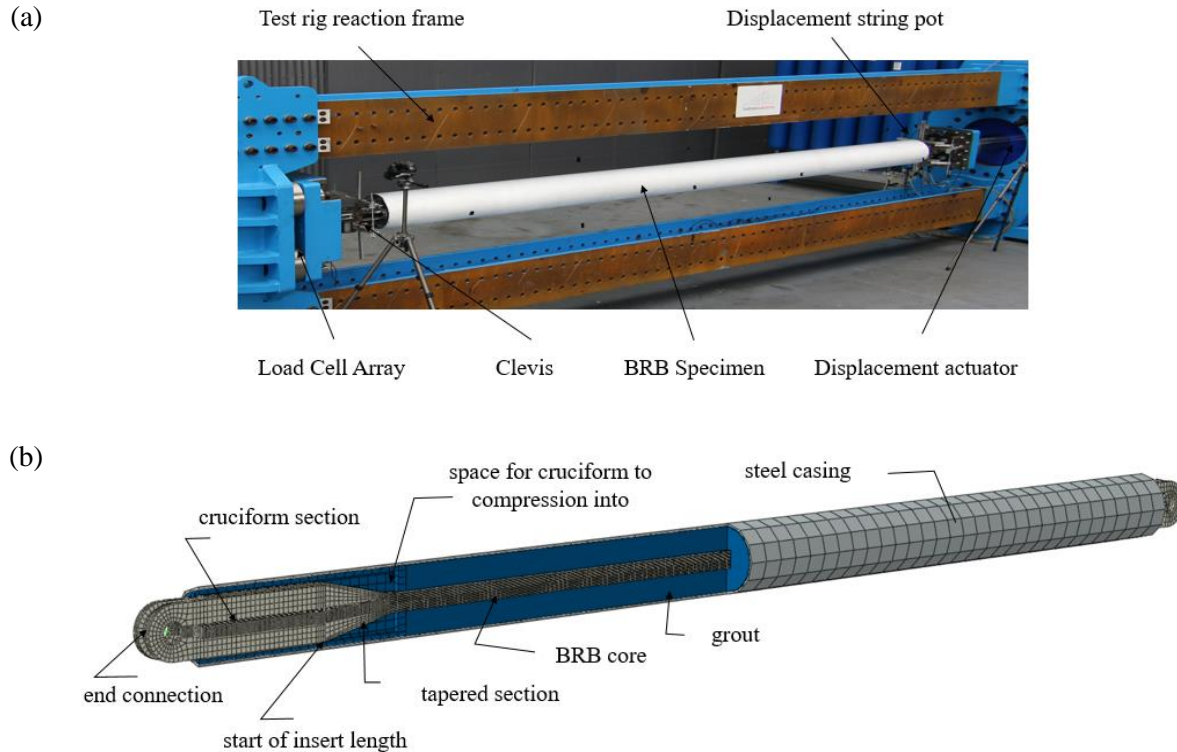 (a)
Test rig reaction frame
Displacement string pot
Load Cell Array
Clevis
BRB Specimen
Displacement actuator
(b)
space for cruciform to
compression into
steel casing
cruciform section
grout
BRB core
end connection
tapered section
start of insert length